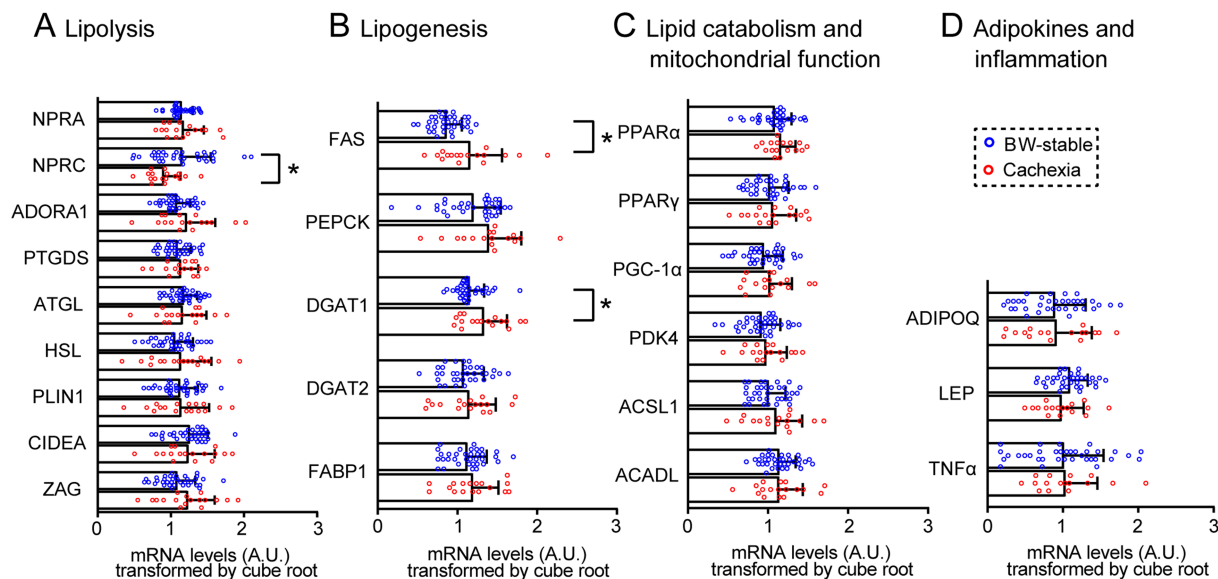 A Lipolysis
NPRA
NPRC
ADORA1
PTGDS
ATGL
HSL
PLIN1
CIDEA
ZAG
*
0 1 2 3
mRNA levels (A.U.)
transformed by cube root
B Lipogenesis
FAS
PEPCK
DGAT1
DGAT2
FABP1
*
*
0 1 2 3
mRNA levels (A.U.)
transformed by cube root
C Lipid catabolism and
mitochondrial function
PPARα
PPARγ
PGC-1α
PDK4
ACSL1
ACADL
0 1 2 3
mRNA levels (A.U.)
transformed by cube root
D Adipokines and
inflammation
BW-stable
Cachexia
ADIPOQ
LEP
TNFα
0 1 2 3
mRNA levels (A.U.)
transformed by cube root